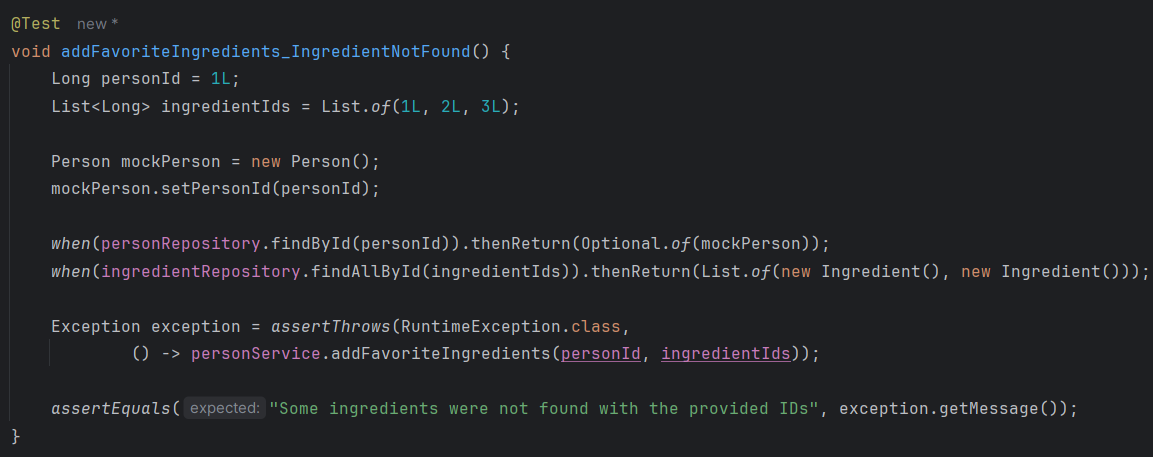 @Test new *
void addFavoriteIngredients_IngredientNotFound() {
    Long personId = 1L;
    List<Long> ingredientIds = List.of(1L, 2L, 3L);

    Person mockPerson = new Person();
    mockPerson.setPersonId(personId);

    when(personRepository.findById(personId)).thenReturn(Optional.of(mockPerson));
    when(ingredientRepository.findAllById(ingredientIds)).thenReturn(List.of(new Ingredient(), new Ingredient()));

    Exception exception = assertThrows(RuntimeException.class,
            () -> personService.addFavoriteIngredients(personId, ingredientIds));

    assertEquals( expected: "Some ingredients were not found with the provided IDs", exception.getMessage());
}